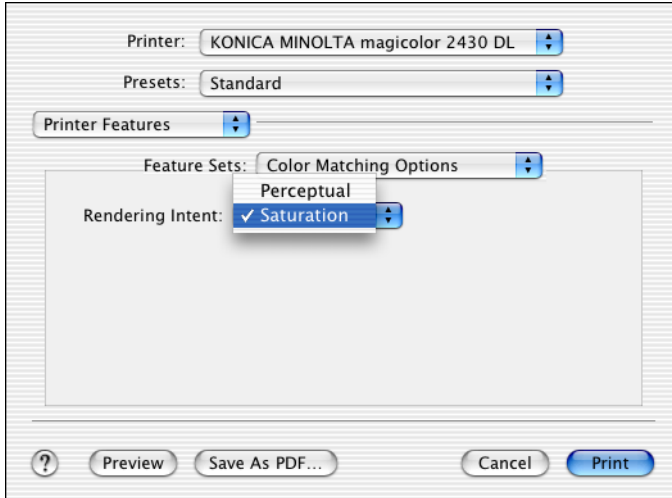 Printer: KONICA MINOLTA magicolor 2430 DL
Presets: Standard
Printer Features
Feature Sets: Color Matching Options
Perceptual
Rendering Intent: ✓ Saturation
? Preview Save As PDF... Cancel Print